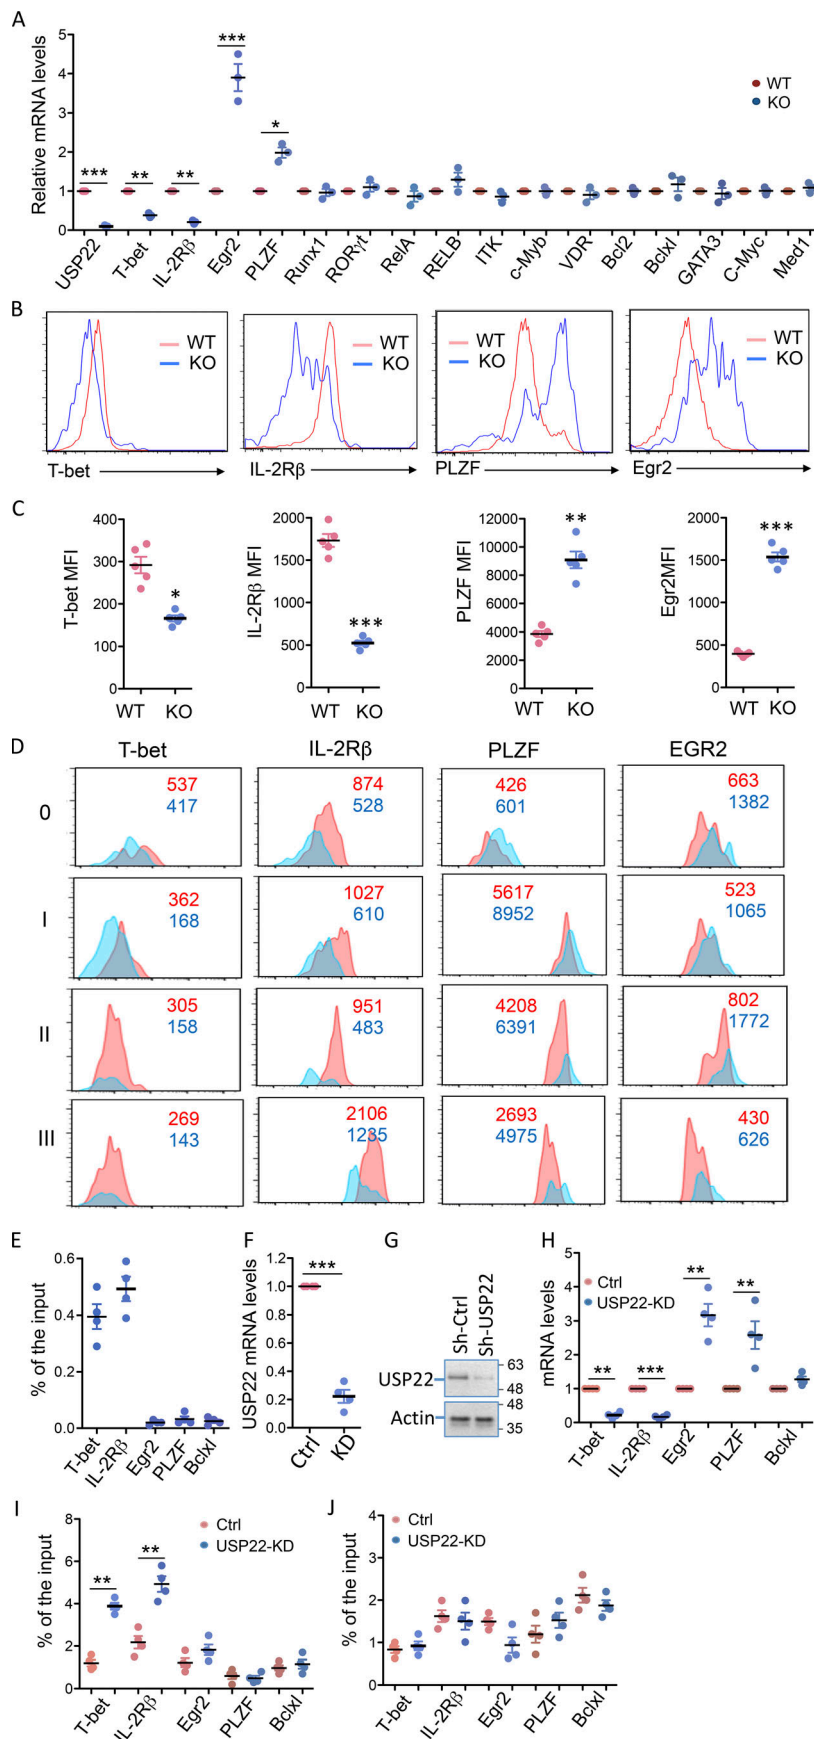 A
Relative mRNA levels
5
4
3
2
1
0
***
**
**
***
*
WT
KO
USP22
T-bet
IL-2Rβ
Egr2
PLZF
Runx1
RORγt
RelA
RELB
ITK
c-Myb
VDR
Bcl2
Bclxl
GATA3
C-Myc
Med1
B
WT
KO
T-bet
WT
KO
IL-2Rβ
WT
KO
PLZF
WT
KO
Egr2
C
T-bet MFI
400
300
200
100
0
*
WT KO
IL-2Rβ MFI
2000
1500
1000
500
0
***
WT KO
PLZF MFI
12000
10000
8000
6000
4000
2000
0
**
WT KO
Egr2MFI
2000
1500
1000
500
0
***
WT KO
D
T-bet IL-2Rβ PLZF EGR2
0
537
417
874
528
426
601
663
1382
I
362
168
1027
610
5617
8952
523
1065
II
305
158
951
483
4208
6391
802
1772
III
269
143
2106
1235
2693
4975
430
626
E
% of the input
0.6
0.4
0.2
0.0
T-bet
IL-2Rβ
Egr2
PLZF
Bclxl
F
USP22 mRNA levels
1.2
1.0
0.8
0.6
0.4
0.2
0.0
***
Ctrl
KD
G
Sh-Ctrl
Sh-USP22
USP22
63
48
Actin
48
35
H
mRNA levels
5
4
3
2
1
0
Ctrl
USP22-KD
**
***
**
**
T-bet
IL-2Rβ
Egr2
PLZF
Bclxl
I
% of the input
8
6
4
2
0
Ctrl
USP22-KD
**
**
T-bet
IL-2Rβ
Egr2
PLZF
Bclxl
J
% of the input
4
3
2
1
0
Ctrl
USP22-KD
T-bet
IL-2Rβ
Egr2
PLZF
Bclxl